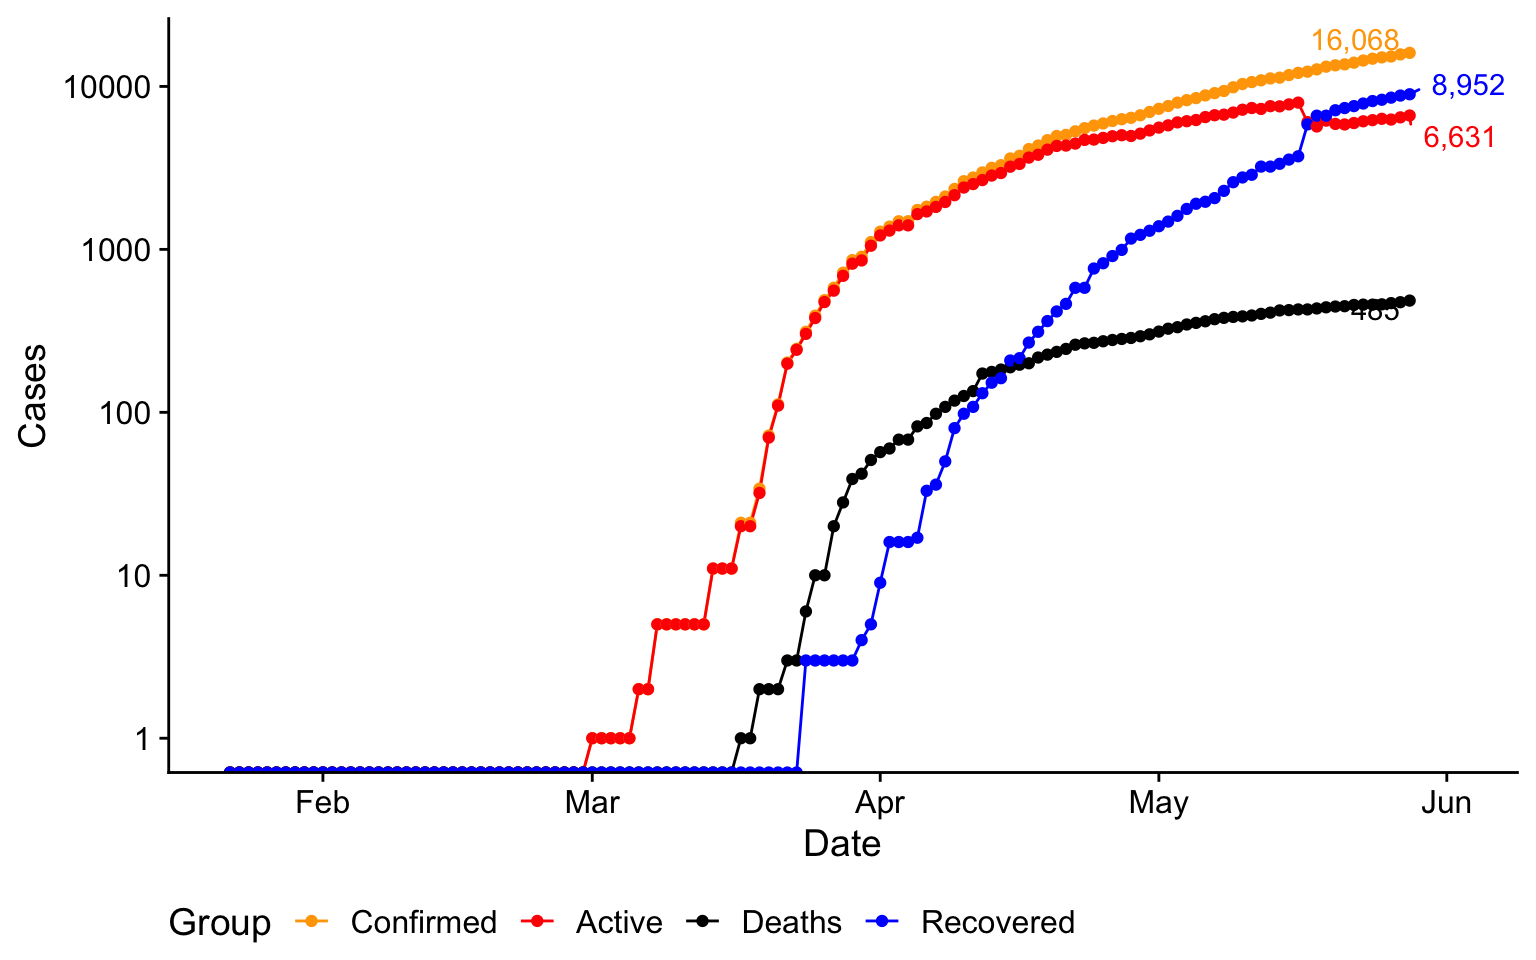 16,068
10000
8,952
6,631
1000
485
100
Cases
10
1
Feb Mar Apr May Jun
Date
Group Confirmed Active Deaths Recovered